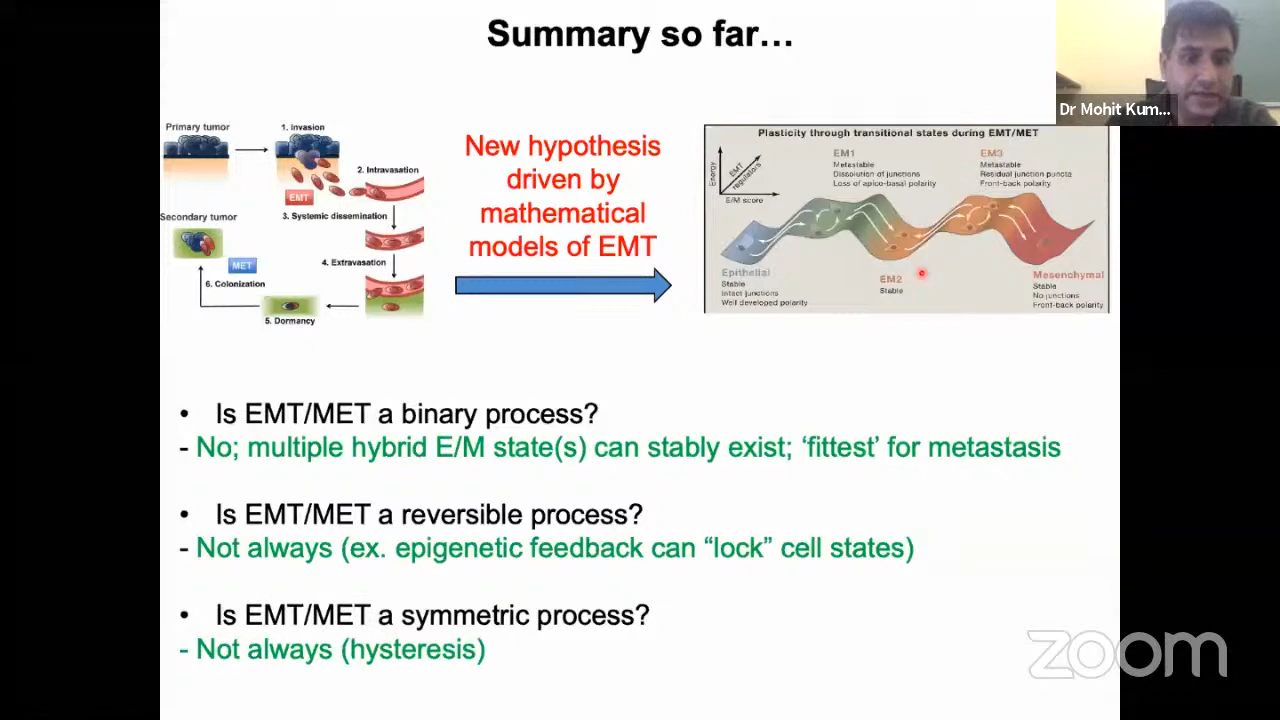 Summary so far…
Dr Mohit Kum...
Primary tumor
1. Invasion
EMT
2. Intravasation
3. Systemic dissemination
Secondary tumor
4. Extravasation
MET
6. Colonization
5. Dormancy
New hypothesis
driven by
mathematical
models of EMT
Plasticity through transitional states during EMT/MET
Energy
EMT
regulators
E/M score
EM1
Metastable
Dissolution of junctions
Loss of apico-basal polarity
EM3
Metastable
Residual junction puncta
Front-back polarity
Epithelial
Stable
Intact junctions
Well developed polarity
EM2
Stable
Mesenchymal
Stable
No junctions
Front-back polarity
• Is EMT/MET a binary process?
- No; multiple hybrid E/M state(s) can stably exist; ‘fittest’ for metastasis
• Is EMT/MET a reversible process?
- Not always (ex. epigenetic feedback can “lock” cell states)
• Is EMT/MET a symmetric process?
- Not always (hysteresis)
zoom